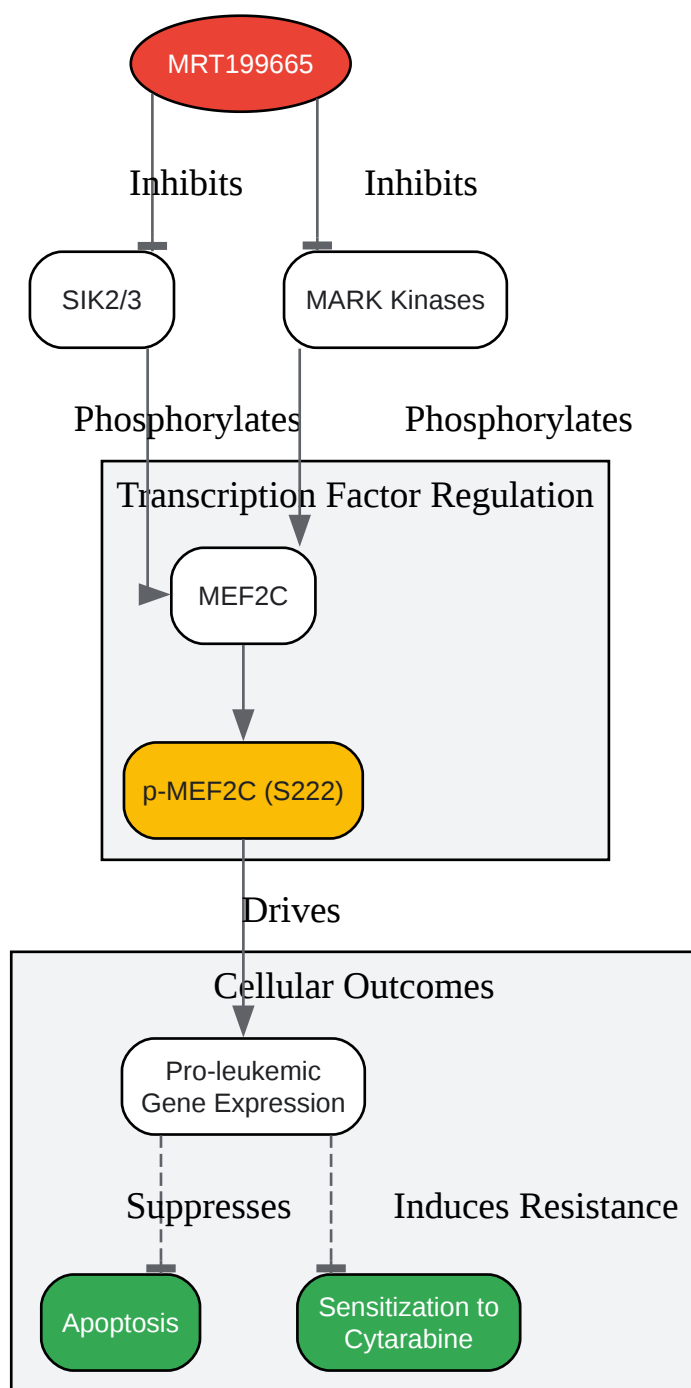 MRT199665
Inhibits
Inhibits
SIK2/3
MARK Kinases
Phosphorylates
Phosphorylates
Transcription Factor Regulation
MEF2C
p-MEF2C (S222)
Drives
Cellular Outcomes
Pro-leukemic
Gene Expression
Suppresses
Induces Resistance
Apoptosis
Sensitization to
Cytarabine